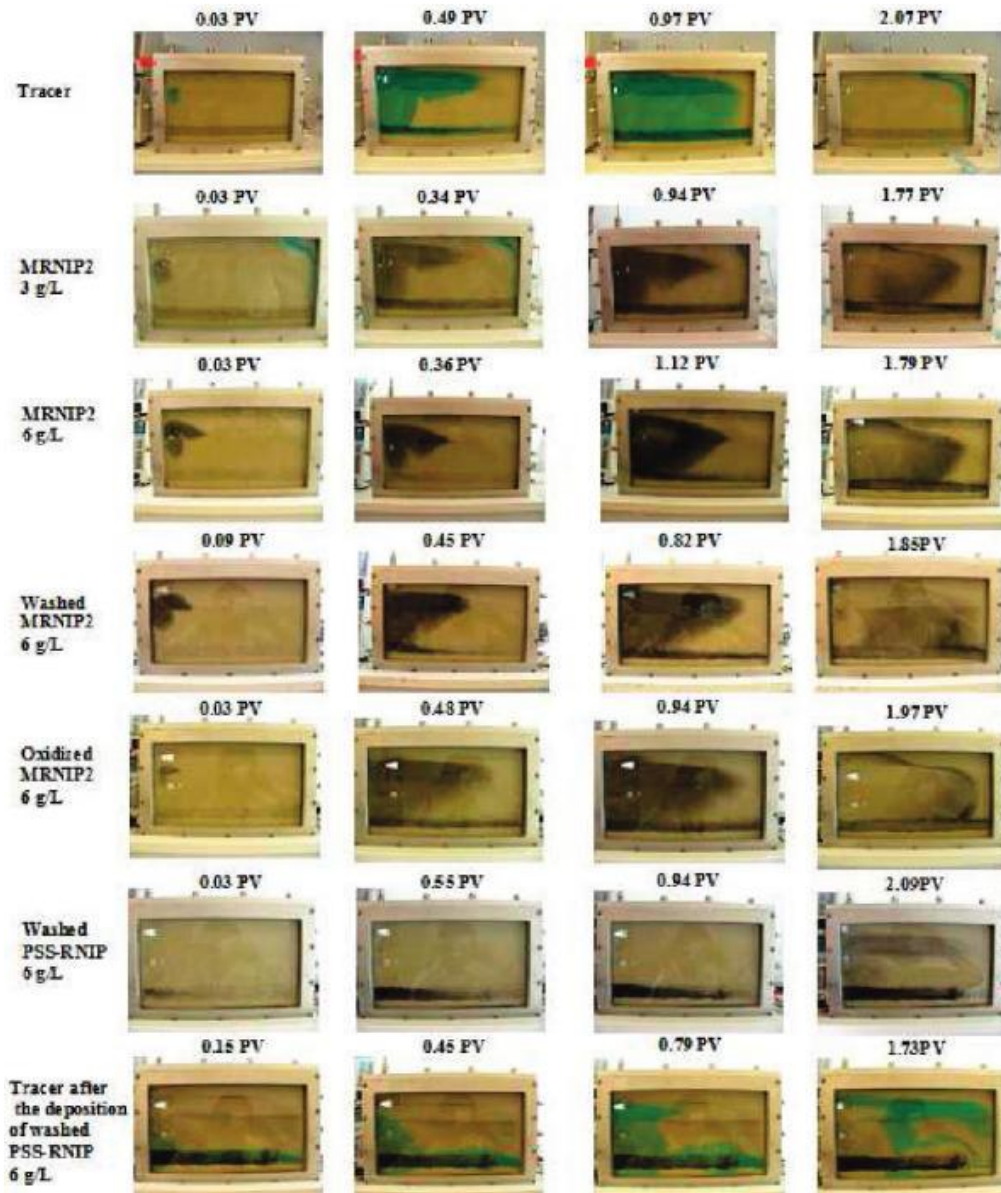 0.03 PV 0.49 PV 0.97 PV 2.07 PV
Tracer
0.03 PV 0.34 PV 0.94 PV 1.77 PV
MRNIP2
3 g/L
0.03 PV 0.36 PV 1.12 PV 1.79 PV
MRNIP2
6 g/L
0.09 PV 0.45 PV 0.82 PV 1.85PV
Washed
MRNIP2
6 g/L
0.03 PV 0.48 PV 0.94 PV 1.97 PV
Oxidised
MRNIP2
6 g/L
0.03 PV 0.55 PV 0.94 PV 2.09 PV
Washed
PSS-RNIP
6 g/L
0.15 PV 0.45 PV 0.79 PV 1.73PV
Tracer after
the deposition
of washed
PSS-RNIP
6 g/L